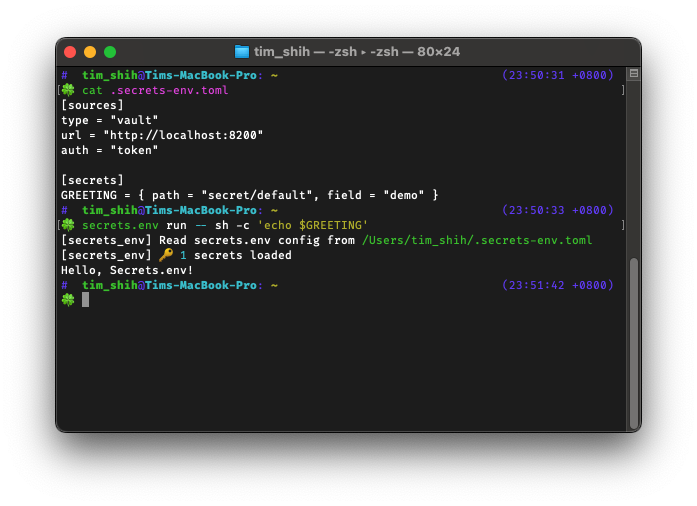 tim_shih — -zsh ▸ -zsh — 80×24
# tim_shih@Tims-MacBook-Pro: ~ (23:50:31 +0800)
[🍀 cat .secrets-env.toml ]
[sources]
type = "vault"
url = "http://localhost:8200"
auth = "token"
[secrets]
GREETING = { path = "secret/default", field = "demo" }
# tim_shih@Tims-MacBook-Pro: ~ (23:50:33 +0800)
[🍀 secrets.env run -- sh -c 'echo $GREETING' ]
[secrets_env] Read secrets.env config from /Users/tim_shih/.secrets-env.toml
[secrets_env] 🔑 1 secrets loaded
Hello, Secrets.env!
# tim_shih@Tims-MacBook-Pro: ~ (23:51:42 +0800)
🍀